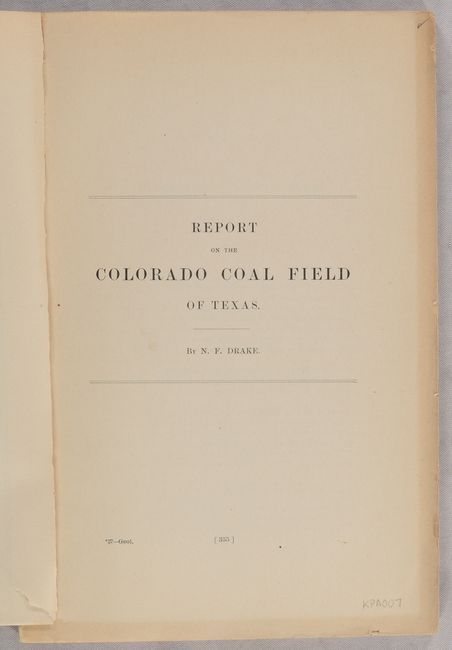 REPORT
ON THE
COLORADO COAL FIELD
OF TEXAS.
BY N. F. DRAKE.
*27—Geol.
[ 355 ]
KPA007